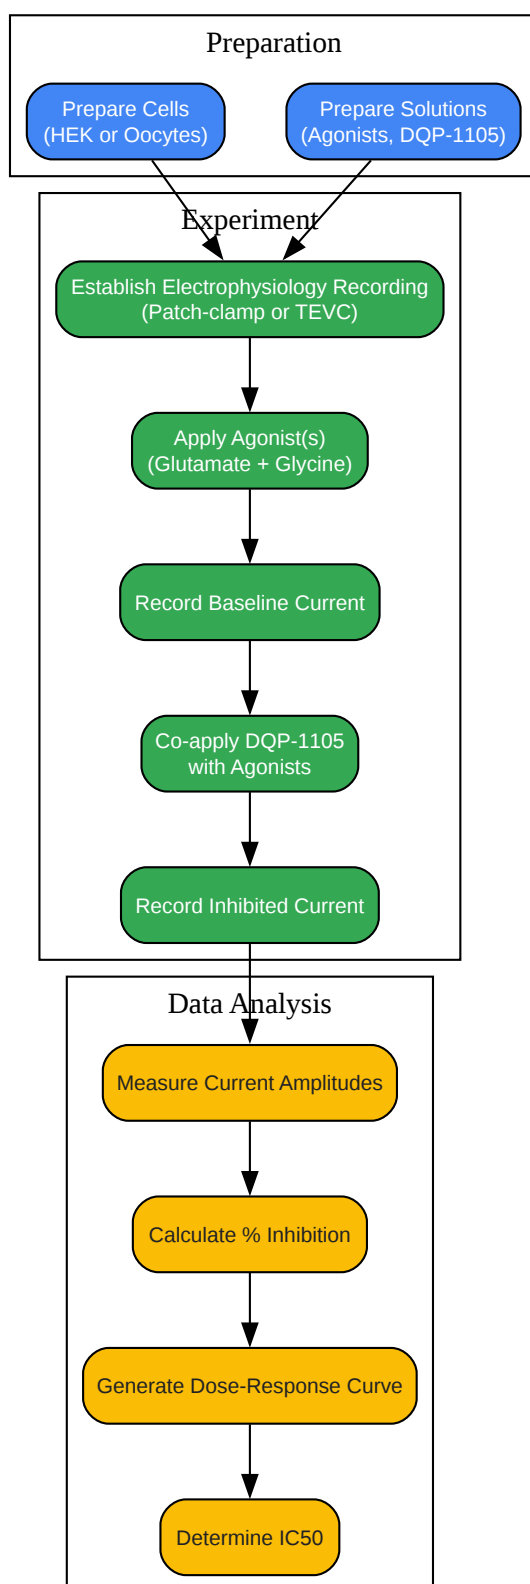 Preparation
Prepare Cells
(HEK or Oocytes)
Prepare Solutions
(Agonists, DQP-1105)
Experiment
Establish Electrophysiology Recording
(Patch-clamp or TEVC)
Apply Agonist(s)
(Glutamate + Glycine)
Record Baseline Current
Co-apply DQP-1105
with Agonists
Record Inhibited Current
Data Analysis
Measure Current Amplitudes
Calculate % Inhibition
Generate Dose-Response Curve
Determine IC50